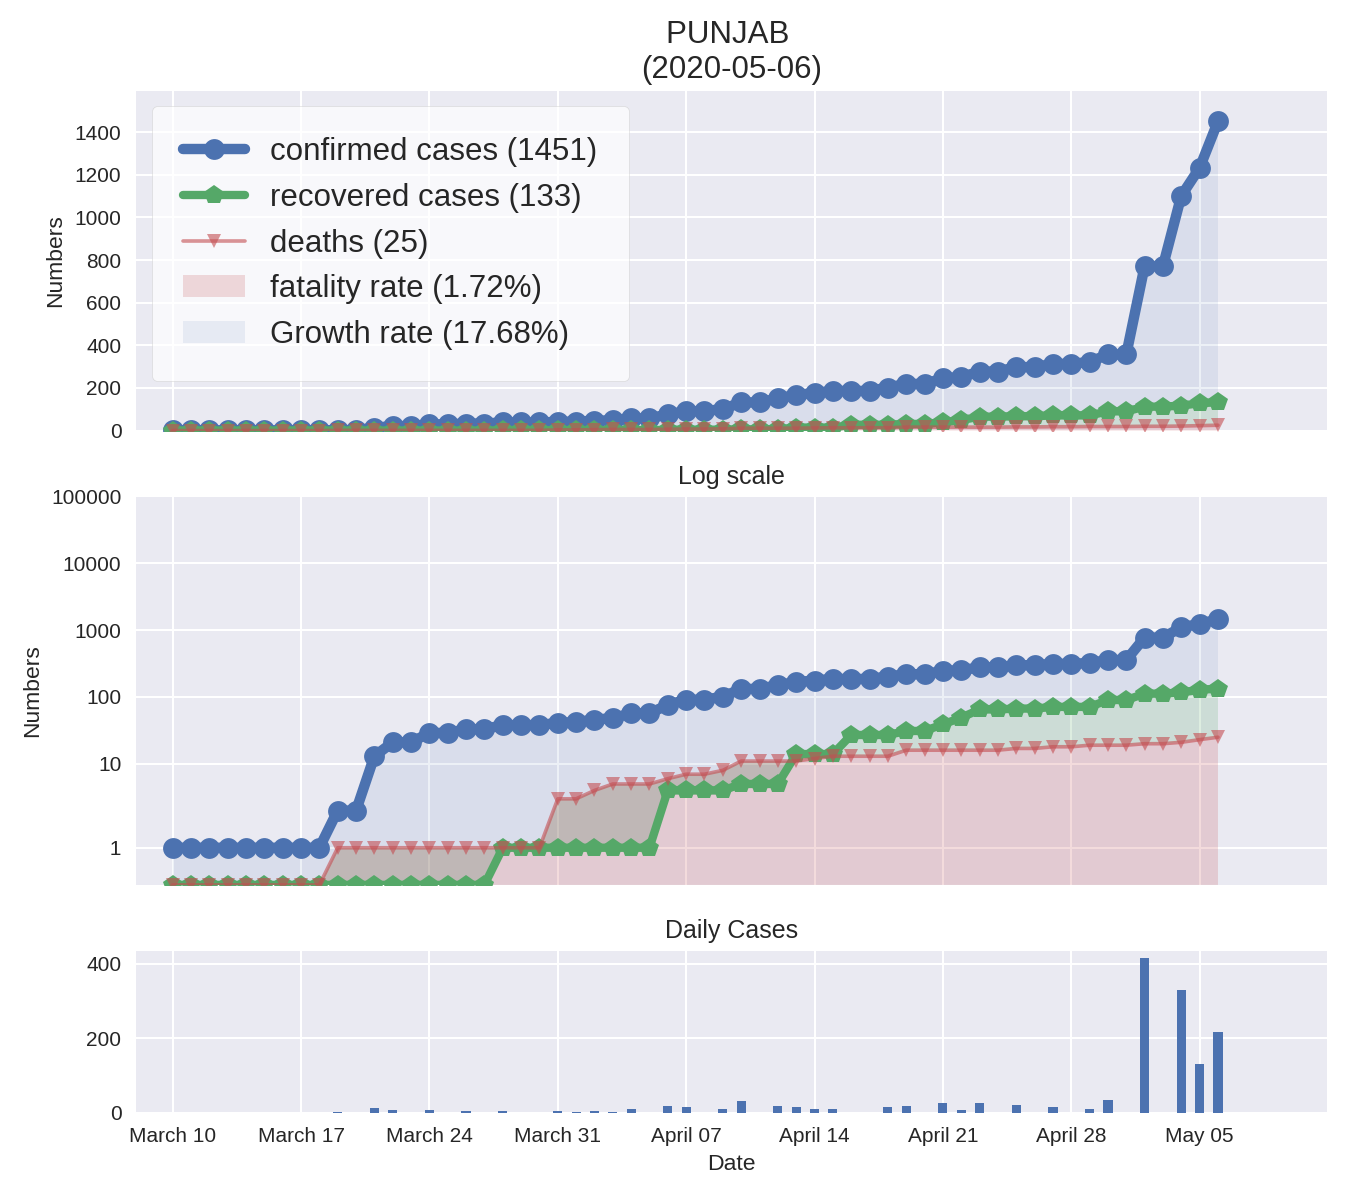 PUNJAB
(2020-05-06)
confirmed cases (1451)
recovered cases (133)
deaths (25)
fatality rate (1.72%)
Growth rate (17.68%)
Numbers
1400
1200
1000
800
600
400
200
0
Log scale
Numbers
100000
10000
1000
100
10
1
Daily Cases
400
200
0
March 10 March 17 March 24 March 31 April 07 April 14 April 21 April 28 May 05
Date